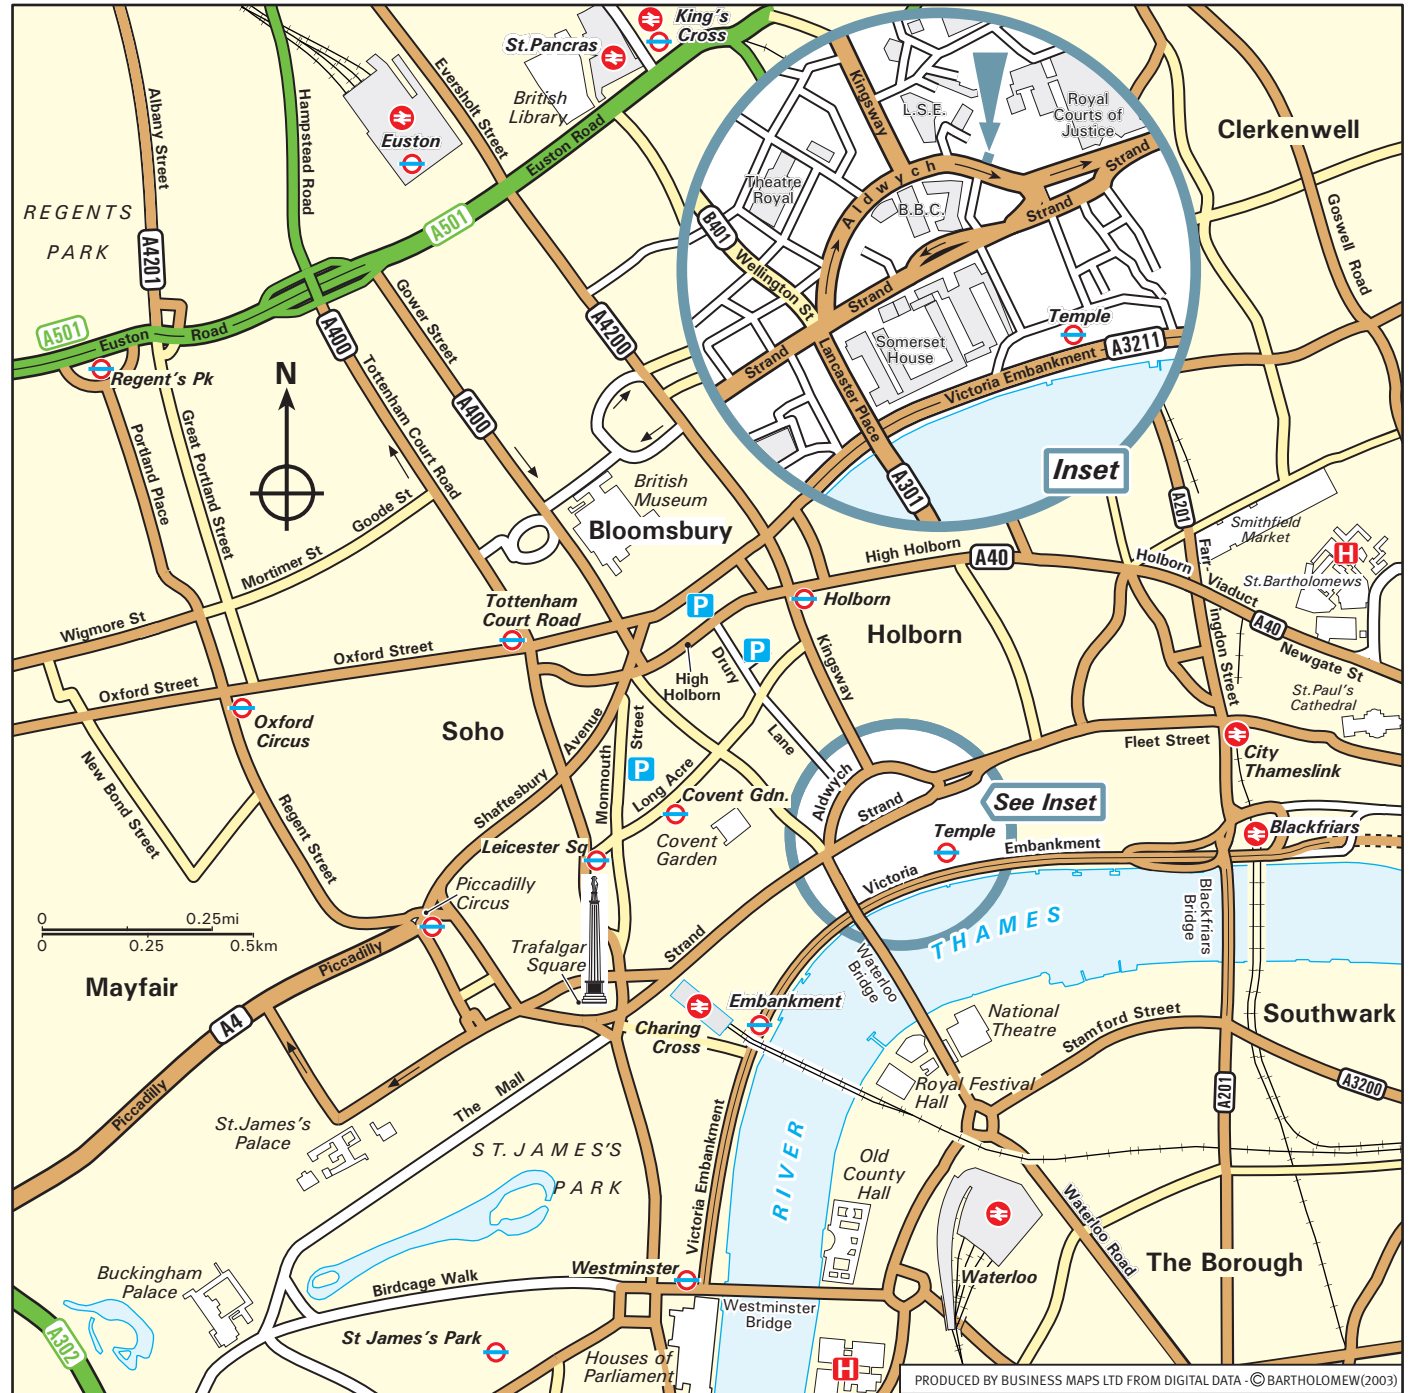 King's
Cross
St.Pancras
British
Library
Euston
Eversholt Street
Hampstead Road
Albany Street
Euston Road
A501
REGENTS
PARK
A4201
A501
Euston
Road
Regent's Pk
A400
Gower Street
A4200
Tottenham Court Road
A400
N
Portland Place
Great Portland Street
Goode St
Mortimer St
Wigmore St
British
Museum
Bloomsbury
Kingsway
L.S.E.
Royal
Courts of
Justice
Strand
Theatre
Royal
Aldwych
B.B.C.
Strand
B401
Wellington St
Strand
Strand
Temple
Somerset
House
Lancaster Place
Victoria Embankment
A3211
A301
Inset
Clerkenwell
Goswell Road
A201
Smithfield
Market
H
St.Bartholomews
High Holborn
A40
Holborn
Viaduct
A40
Newgate St
Farr-
ingdon Street
St.Paul's
Cathedral
Tottenham
Court Road
P
Holborn
Holborn
P
Oxford Street
Oxford Street
Drury
Lane
Kingsway
High
Holborn
Oxford
Circus
Soho
Shaftesbury
Avenue
Monmouth
Street
P
Long Acre
Covent Gdn.
Covent
Garden
Leicester Sq
New Bond Street
Regent Street
Aldwych
Strand
See Inset
Temple
Victoria
Embankment
Fleet Street
City
Thameslink
Blackfriars
Blackfriars
Bridge
Piccadilly
Circus
0
0.25mi
0
0.25
0.5km
Mayfair
Piccadilly
A4
Piccadilly
Trafalgar
Square
Strand
Charing
Cross
Embankment
Waterloo
Bridge
THAMES
RIVER
National
Theatre
Stamford Street
Southwark
A3200
A201
Royal Festival
Hall
Old
County
Hall
The Mall
St.James's
Palace
ST.JAMES'S
PARK
Victoria Embankment
Waterloo
Waterloo Road
The Borough
Buckingham
Palace
Birdcage Walk
Westminster
Westminster
Bridge
A302
St James's Park
Houses of
Parliament
H
PRODUCED BY BUSINESS MAPS LTD FROM DIGITAL DATA - © BARTHOLOMEW(2003)